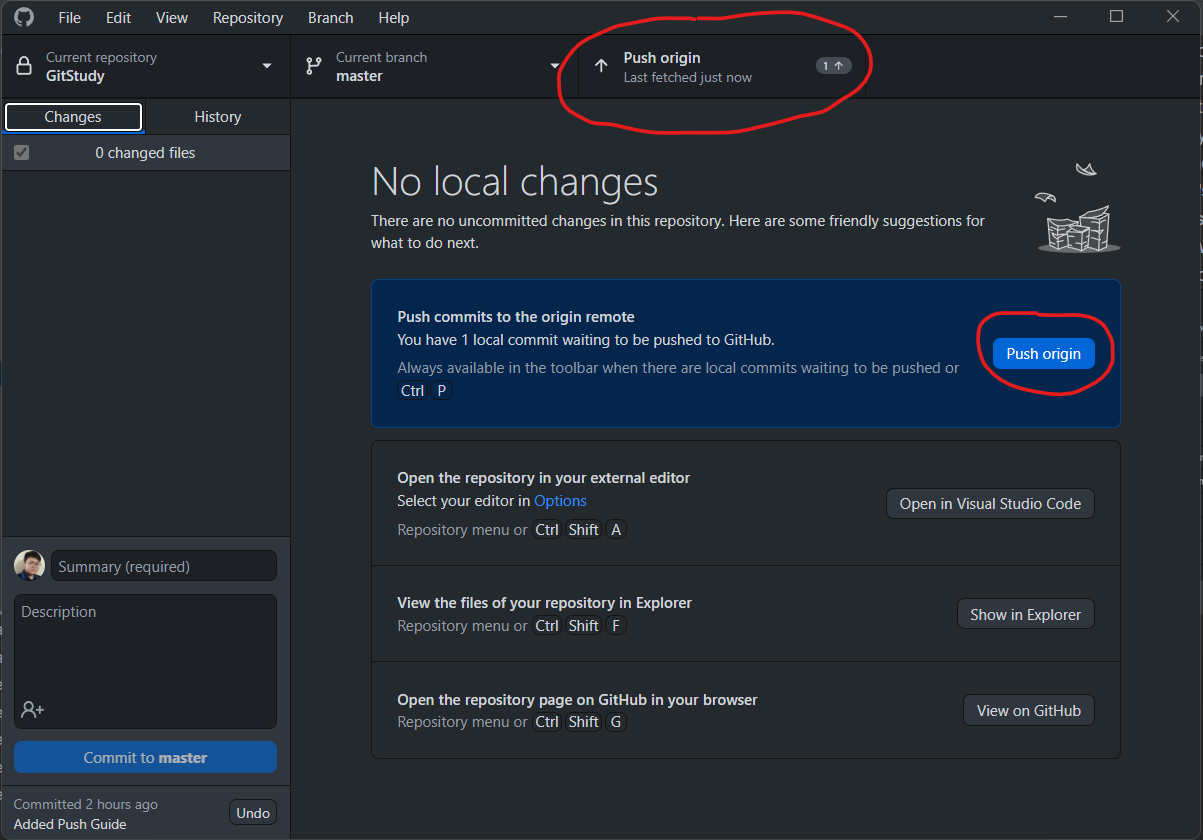 File Edit View Repository Branch Help
Current repository
GitStudy
Current branch
master
Push origin
Last fetched just now
1
Changes
History
0 changed files
No local changes
There are no uncommitted changes in this repository. Here are some friendly suggestions for
what to do next.
Push commits to the origin remote
You have 1 local commit waiting to be pushed to GitHub.
Always available in the toolbar when there are local commits waiting to be pushed or
Ctrl P
Push origin
Open the repository in your external editor
Select your editor in Options
Repository menu or Ctrl Shift A
Open in Visual Studio Code
View the files of your repository in Explorer
Repository menu or Ctrl Shift F
Show in Explorer
Open the repository page on GitHub in your browser
Repository menu or Ctrl Shift G
View on GitHub
Summary (required)
Description
Commit to master
Committed 2 hours ago
Added Push Guide
Undo